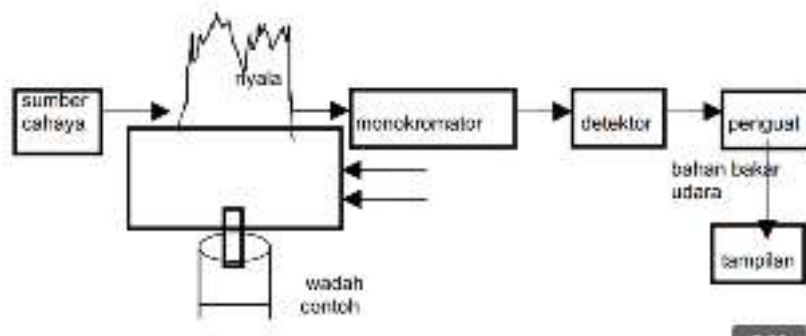 nyala
sumber
cahaya
monokromator
detektor
penguat
bahan bakar
udara
tampilan
wadah
contoh